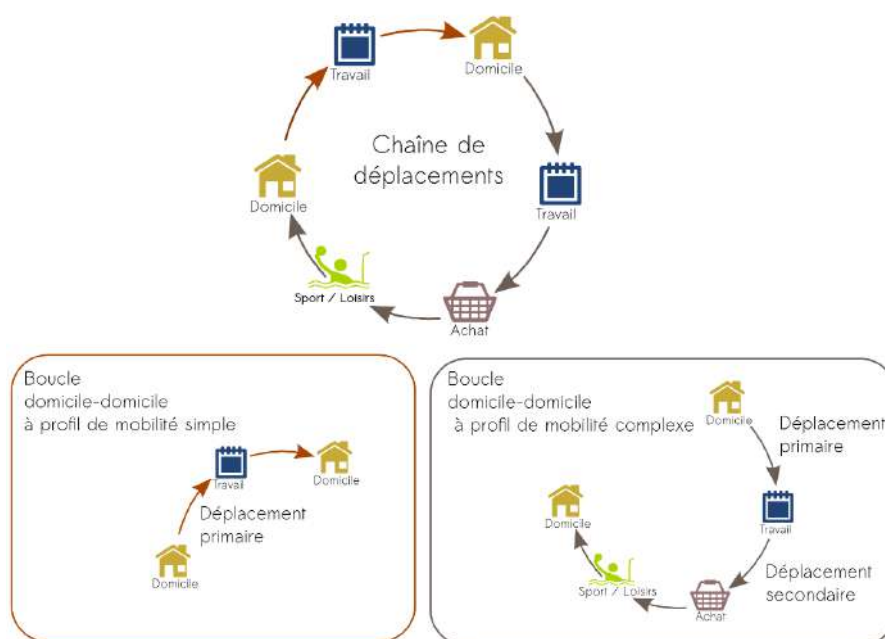 Travail
Domicile
Chaîne de
déplacements
Domicile
Travail
Sport / Loisirs
Achat
Boucle
domicile-domicile
à profil de mobilité simple
Travail
Domicile
Déplacement
primaire
Domicile
Boucle
domicile-domicile
à profil de mobilité complexe
Domicile
Déplacement
primaire
Domicile
Travail
Sport / Loisirs
Achat
Déplacement
secondaire